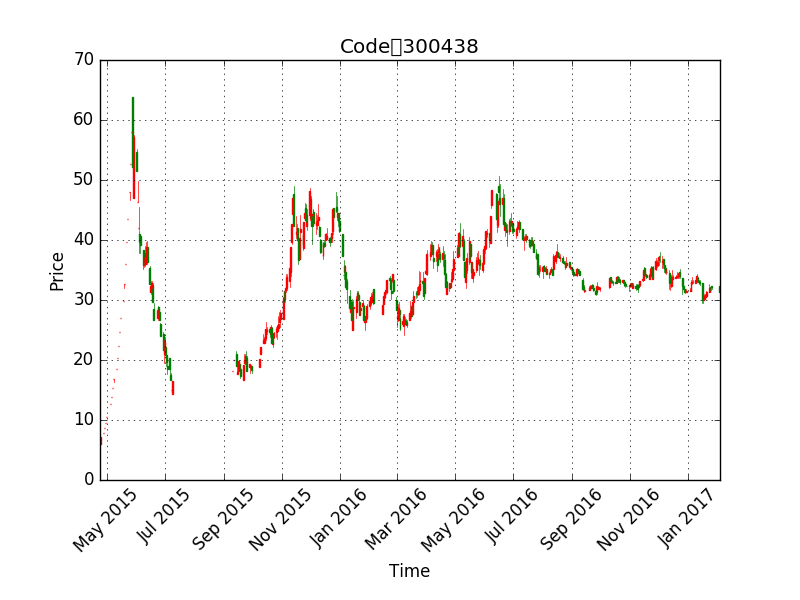 Code▯300438
70
60
50
40
30
20
10
0
Price
May 2015
Jul 2015
Sep 2015
Nov 2015
Jan 2016
Mar 2016
May 2016
Jul 2016
Sep 2016
Nov 2016
Jan 2017
Time